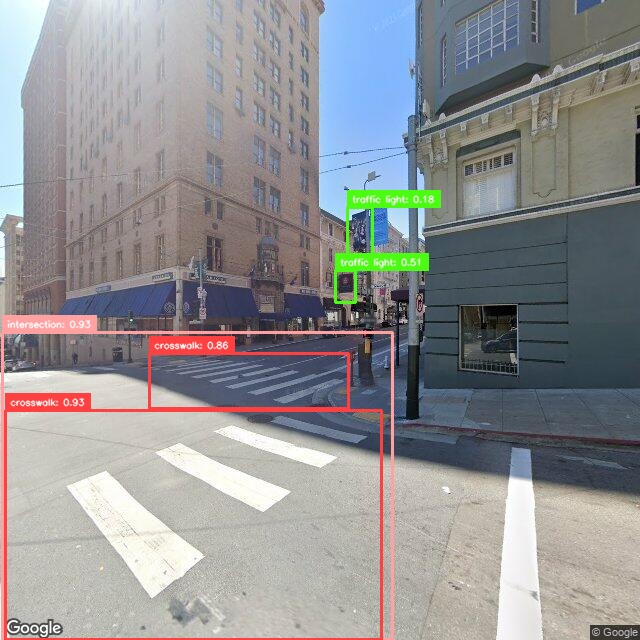 traffic light: 0.18
traffic light: 0.51
intersection: 0.93
crosswalk: 0.86
crosswalk: 0.93
Google
© Google